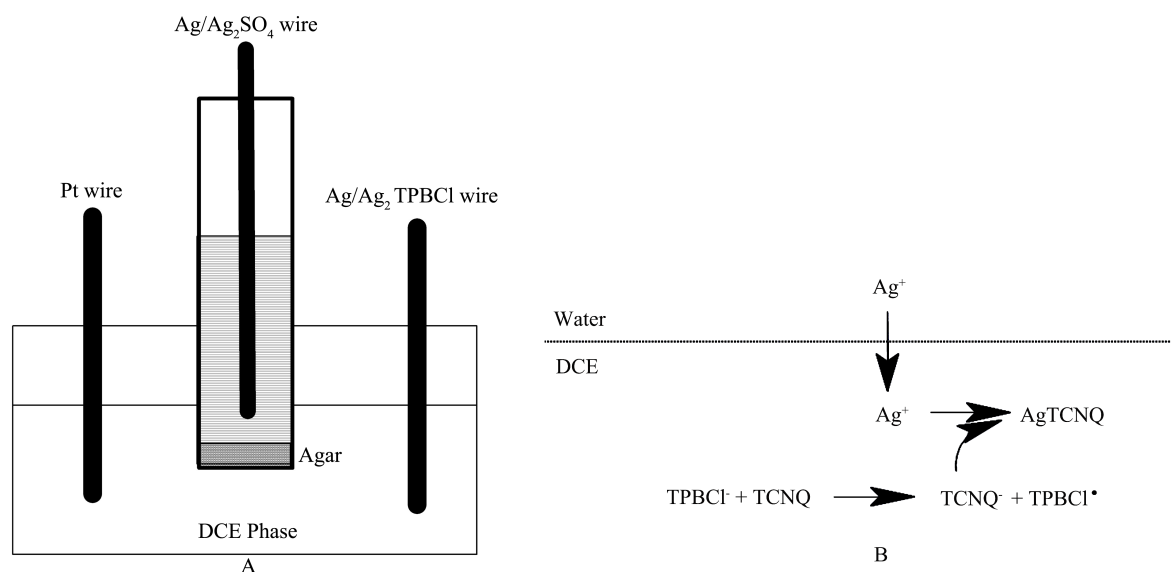 Ag/Ag₂SO₄ wire
Pt wire
Ag/Ag₂ TPBCl wire
Agar
DCE Phase
A
Ag⁺
Water
DCE
Ag⁺ AgTCNQ
TPBCl⁻ + TCNQ TCNQ⁻ + TPBCl•
B